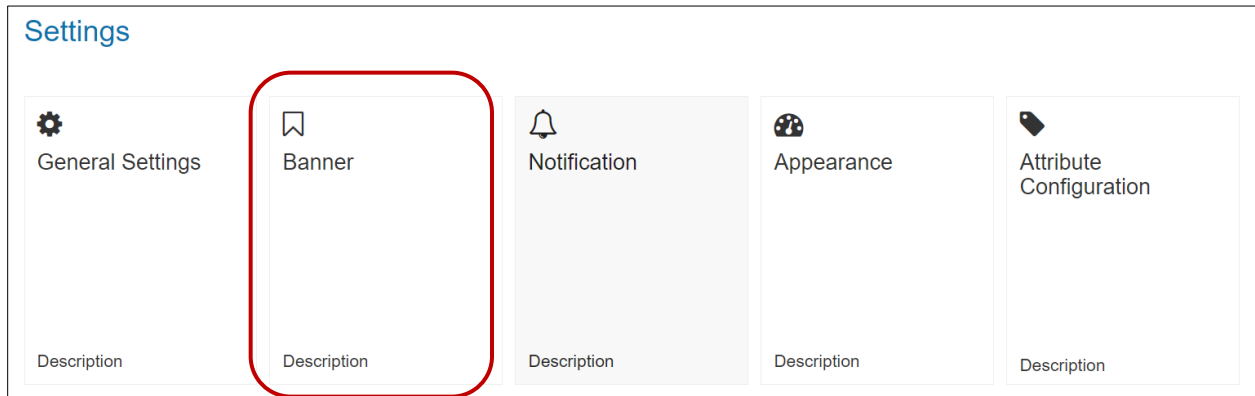 Settings
General Settings
Banner
Notification
Appearance
Attribute
Configuration
Description
Description
Description
Description
Description